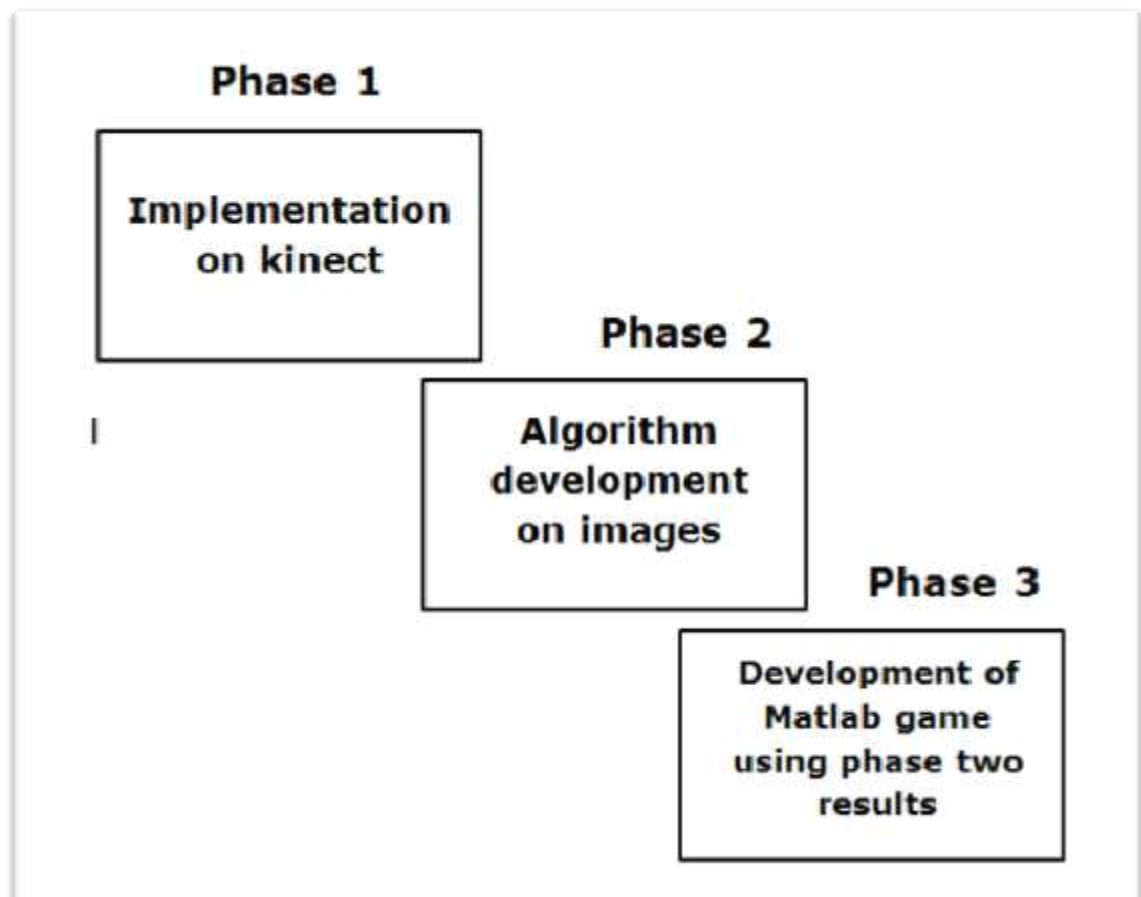 Phase 1
Implementation
on kinect
Phase 2
Algorithm
development
on images
Phase 3
Development of
Matlab game
using phase two
results